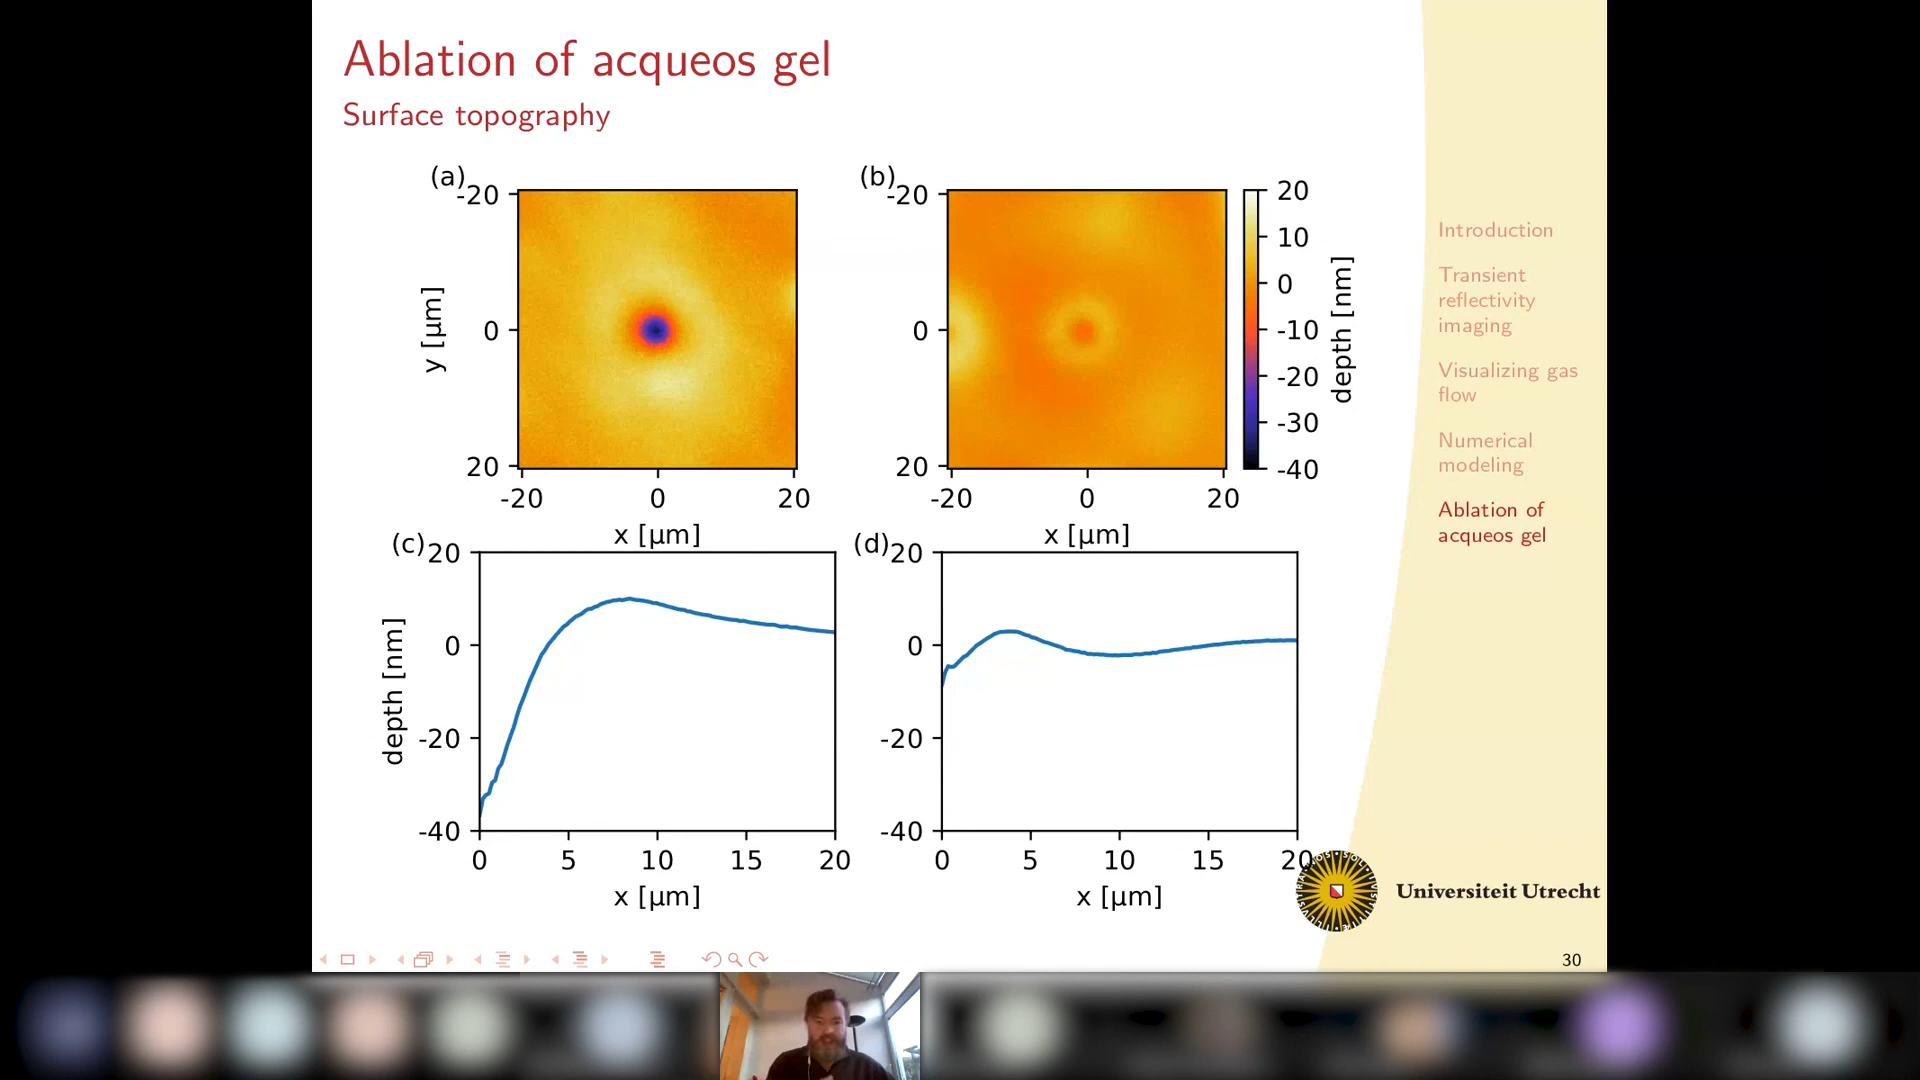 Ablation of acqueos gel
Surface topography
(a)
-20
0
20
y [μm]
-20 0 20
x [μm]
(b)
-20
0
20
-20 0 20
x [μm]
20
10
0
-10
-20
-30
-40
depth [nm]
(c)
20
0
-20
-40
depth [nm]
0 5 10 15 20
x [μm]
(d)
20
0
-20
-40
0 5 10 15 20
x [μm]
Introduction
Transient
reflectivity
imaging
Visualizing gas
flow
Numerical
modeling
Ablation of
acqueos gel
Universiteit Utrecht
30